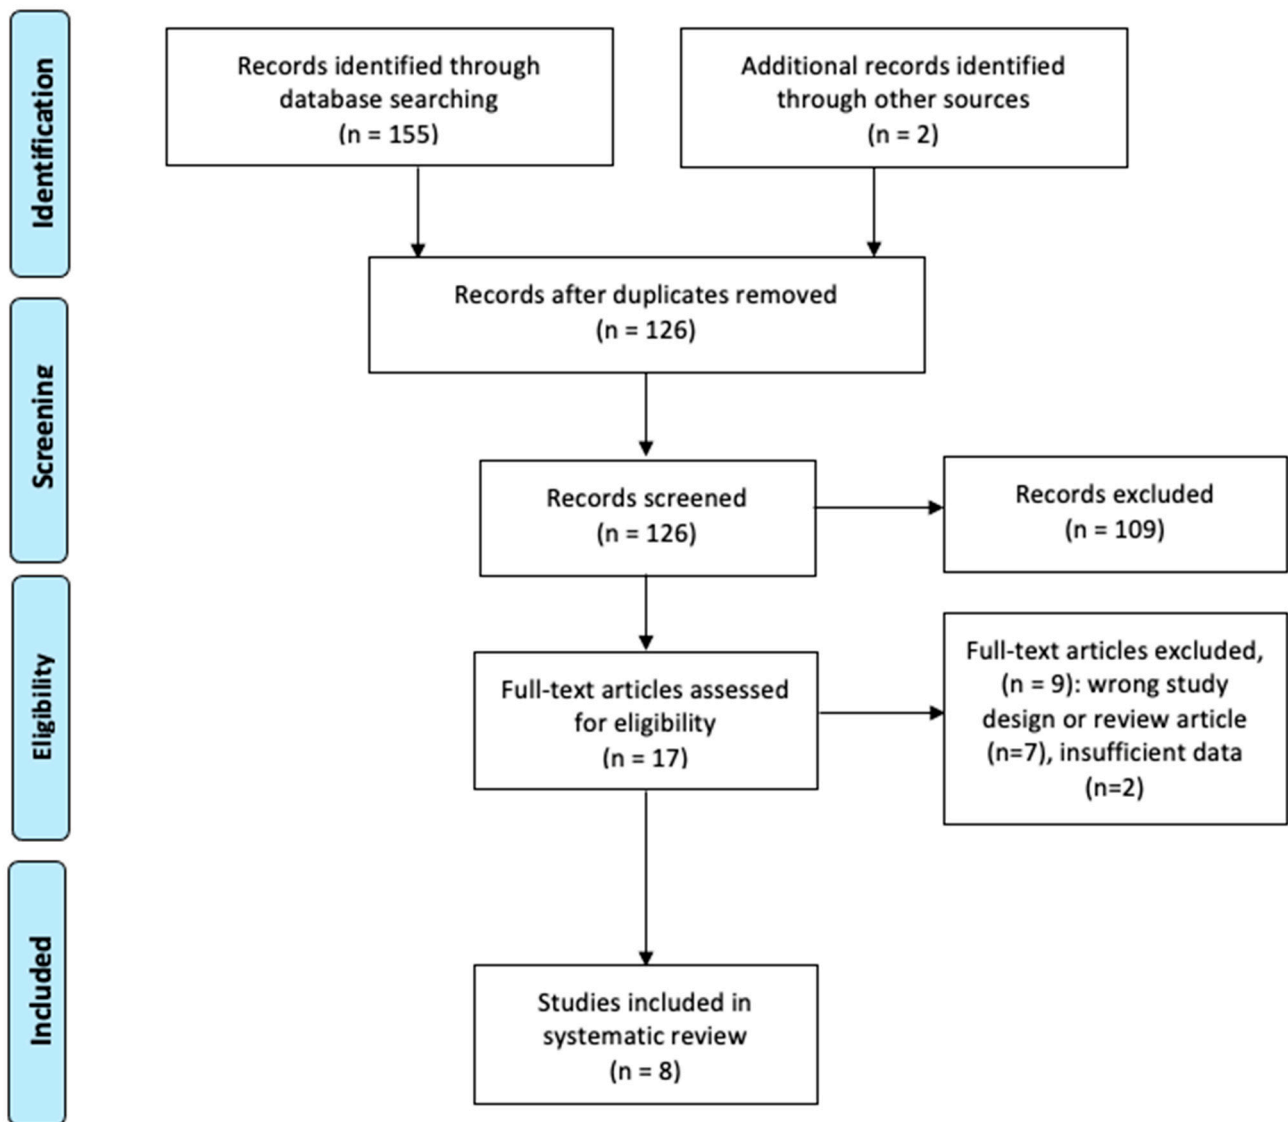 Identification
Records identified through
database searching
(n = 155)
Additional records identified
through other sources
(n = 2)
Records after duplicates removed
(n = 126)
Screening
Records screened
(n = 126)
Records excluded
(n = 109)
Eligibility
Full-text articles assessed
for eligibility
(n = 17)
Full-text articles excluded,
(n = 9): wrong study
design or review article
(n=7), insufficient data
(n=2)
Included
Studies included in
systematic review
(n = 8)